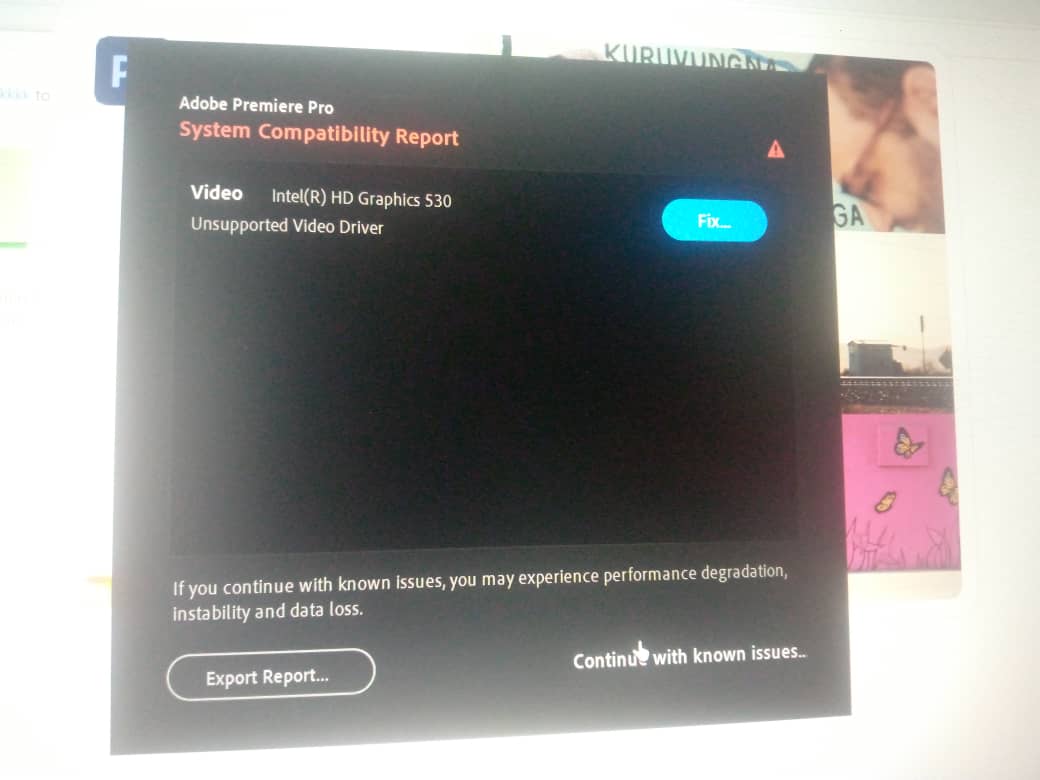 KURUVUNGNA
P
to
Adobe Premiere Pro
System Compatibility Report
Video Intel(R) HD Graphics 530
Fix...
Unsupported Video Driver
GA
If you continue with known issues, you may experience performance degradation,
instability and data loss.
Export Report...
Continue with known issues...